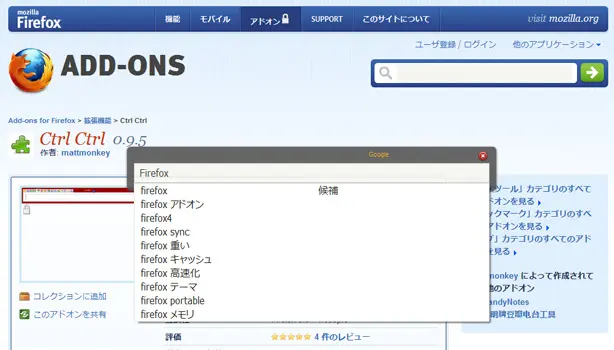 mozilla
Firefox
機能
モバイル
アドオン
SUPPORT
このサイトについて
visit mozilla.org
ユーザ登録 / ログイン
他のアプリケーション
ADD-ONS
Add-ons for Firefox > 拡張機能 > Ctrl Ctrl
Ctrl Ctrl 0.9.5
作者: mattmonkey
Google
Firefox
firefox 候補
firefox アドオン
firefox4
firefox sync
firefox 重い
firefox キャッシュ
firefox 高速化
firefox テーマ
firefox portable
firefox メモリ
コレクションに追加
このアドオンを共有
評価
4 件のレビュー
ツール」カテゴリのすべて
アドオンを見る
ックマーク」カテゴリのすべ
アドオンを見る
」カテゴリのすべてのアド
オンを見る
monkey によって作成されて
他のアドオン
andyNotes